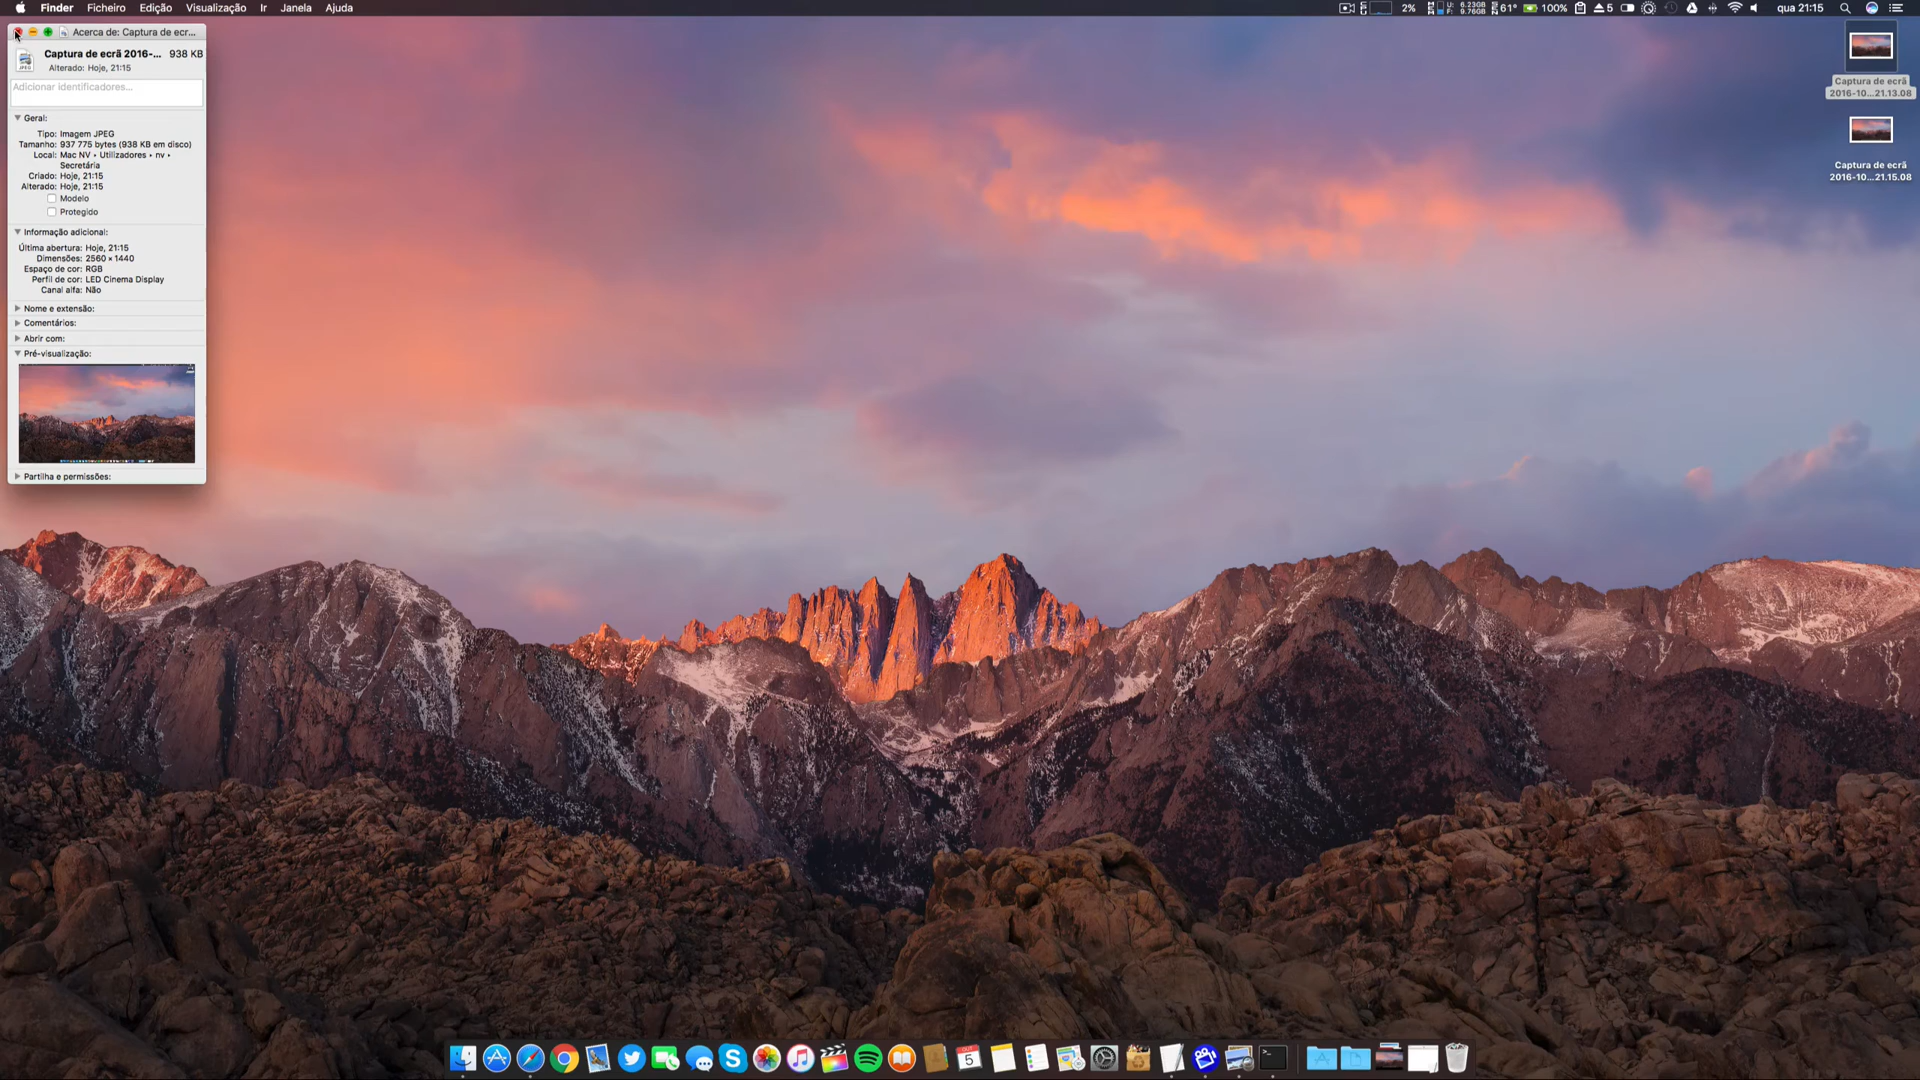 Finder Ficheiro Edição Visualização Ir Janela Ajuda
2% U: 6.23GB 61° 100% 5 qua 21:15
9.76GB
Acerca de: Captura de ecr...
Captura de ecrã 2016-... 938 KB
Alterado: Hoje, 21:15
Adicionar identificadores...
Geral:
Tipo: Imagem JPEG
Tamanho: 937 775 bytes (938 KB em disco)
Local: Mac NV ▸ Utilizadores ▸ nv ▸
Secretária
Criado: Hoje, 21:15
Alterado: Hoje, 21:15
Modelo
Protegido
Informação adicional:
Última abertura: Hoje, 21:15
Dimensões: 2560 × 1440
Espaço de cor: RGB
Perfil de cor: LED Cinema Display
Canal alfa: Não
Nome e extensão:
Comentários:
Abrir com:
Pré-visualização:
Partilha e permissões:
Captura de ecrã
2016-10...21.13.08
Captura de ecrã
2016-10...21.15.08
5